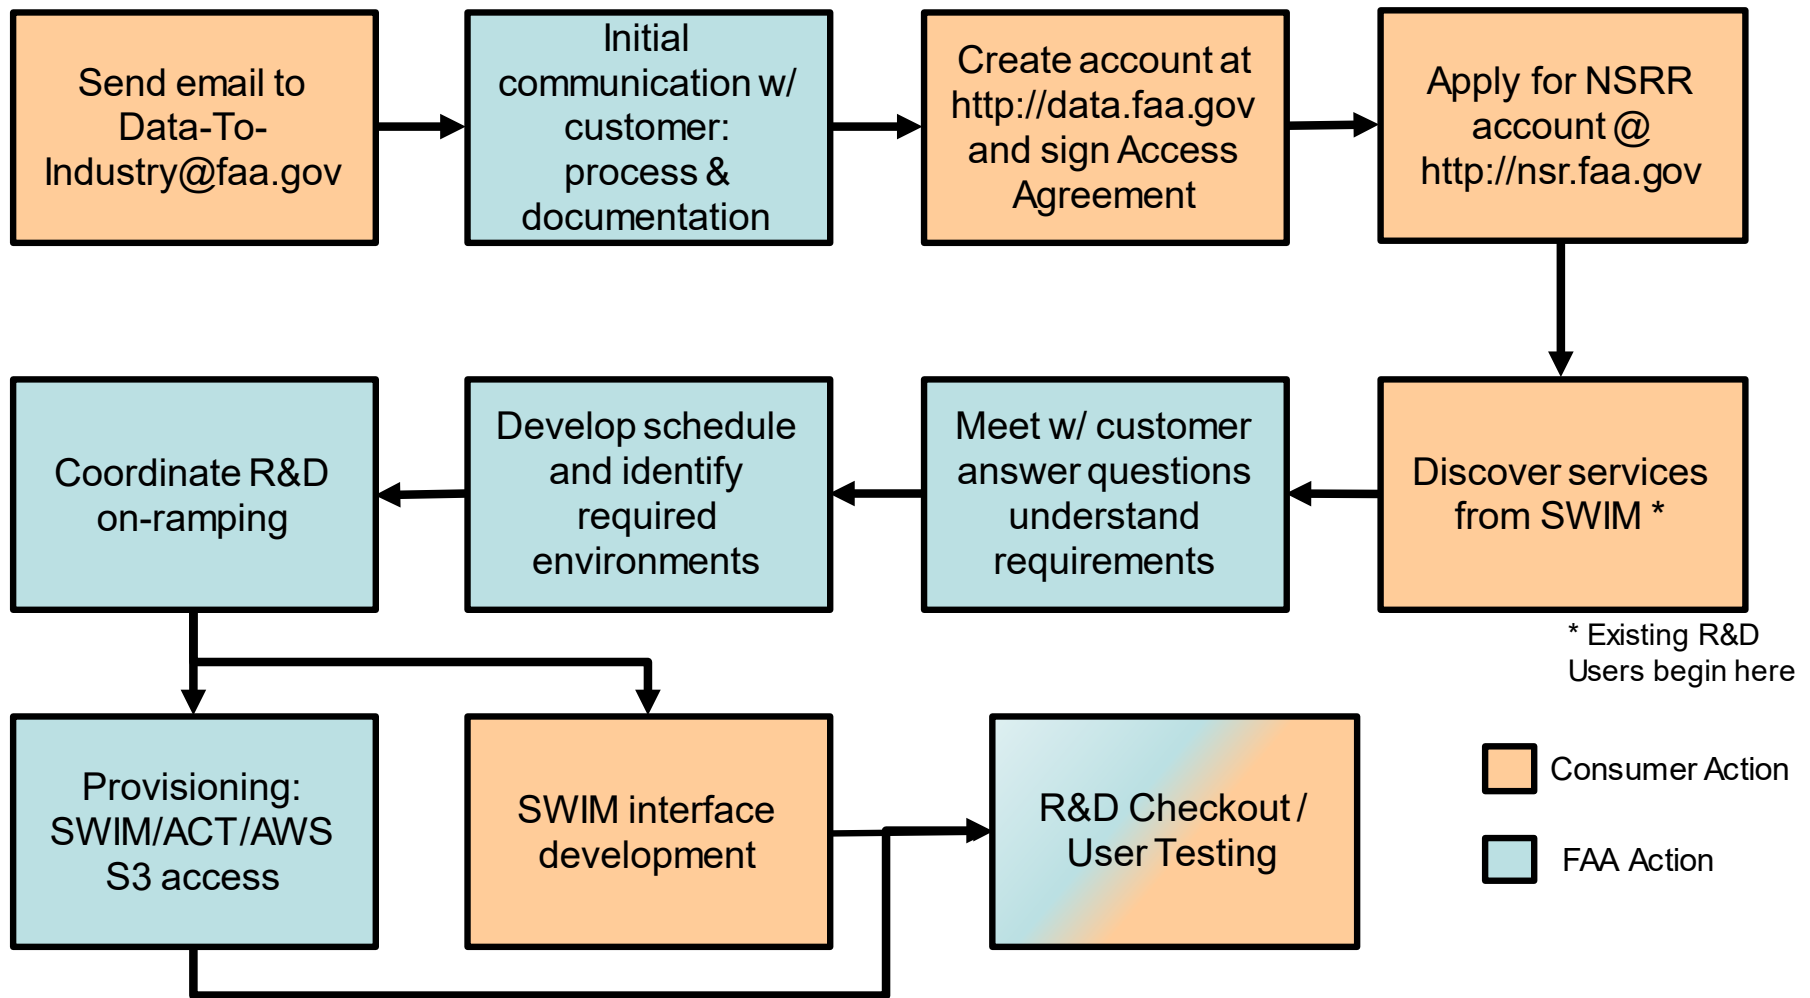 Send email to
Data-To-
Industry@faa.gov
Initial
communication w/
customer:
process &
documentation
Create account at
http://data.faa.gov
and sign Access
Agreement
Apply for NSRR
account @
http://nsr.faa.gov
Coordinate R&D
on-ramping
Develop schedule
and identify
required
environments
Meet w/ customer
answer questions
understand
requirements
Discover services
from SWIM *
* Existing R&D
Users begin here
Provisioning:
SWIM/ACT/AWS
S3 access
SWIM interface
development
R&D Checkout /
User Testing
Consumer Action
FAA Action